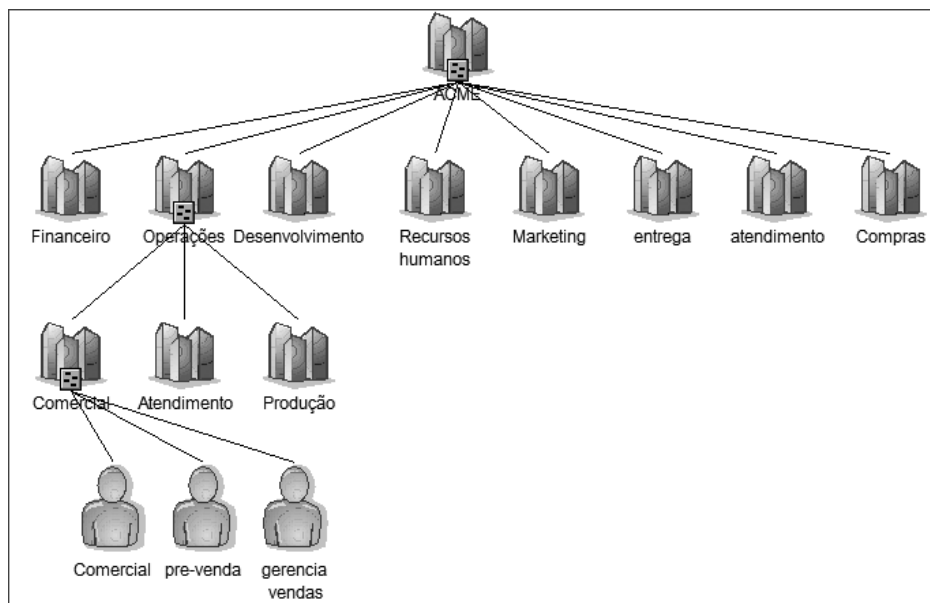 ACME
Financeiro
Operações
Desenvolvimento
Recursos
humanos
Marketing
entrega
atendimento
Compras
Comercial
Atendimento
Produção
Comercial
pre-venda
gerencia
vendas